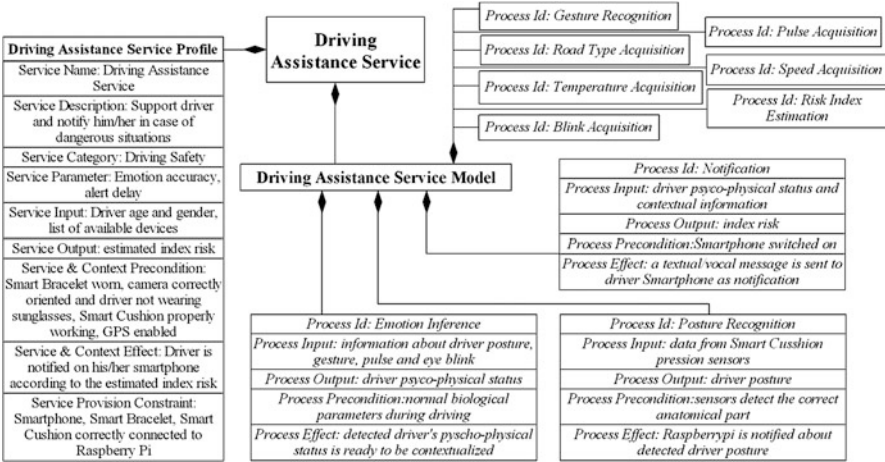 Driving Assistance Service Profile
Service Name: Driving Assistance
Service
Service Description: Support driver
and notify him/her in case of
dangerous situations
Service Category: Driving Safety
Service Parameter: Emotion accuracy,
alert delay
Service Input: Driver age and gender,
list of available devices
Service Output: estimated index risk
Service & Context Precondition:
Smart Bracelet worn, camera correctly
oriented and driver not wearing
sunglasses, Smart Cushion properly
working, GPS enabled
Service & Context Effect: Driver is
notified on his/her smartphone
according to the estimated index risk
Service Provision Constraint:
Smartphone, Smart Bracelet, Smart
Cushion correctly connected to
Raspberry Pi
Driving
Assistance Service
Process Id: Gesture Recognition
Process Id: Pulse Acquisition
Process Id: Road Type Acquisition
Process Id: Speed Acquisition
Process Id: Temperature Acquisition
Process Id: Risk Index
Estimation
Process Id: Blink Acquisition
Driving Assistance Service Model
Process Id: Notification
Process Input: driver psyco-physical status and
contextual information
Process Output: index risk
Process Precondition:Smartphone switched on
Process Effect: a textual/vocal message is sent to
driver Smartphone as notification
Process Id: Emotion Inference
Process Input: information about driver posture,
gesture, pulse and eye blink
Process Output: driver psyco-physical status
Process Precondition:normal biological
parameters during driving
Process Effect: detected driver's pyscho-physical
status is ready to be contextualized
Process Id: Posture Recognition
Process Input: data from Smart Cusshion
pression sensors
Process Output: driver posture
Process Precondition:sensors detect the correct
anatomical part
Process Effect: Raspberrypi is notified about
detected driver posture